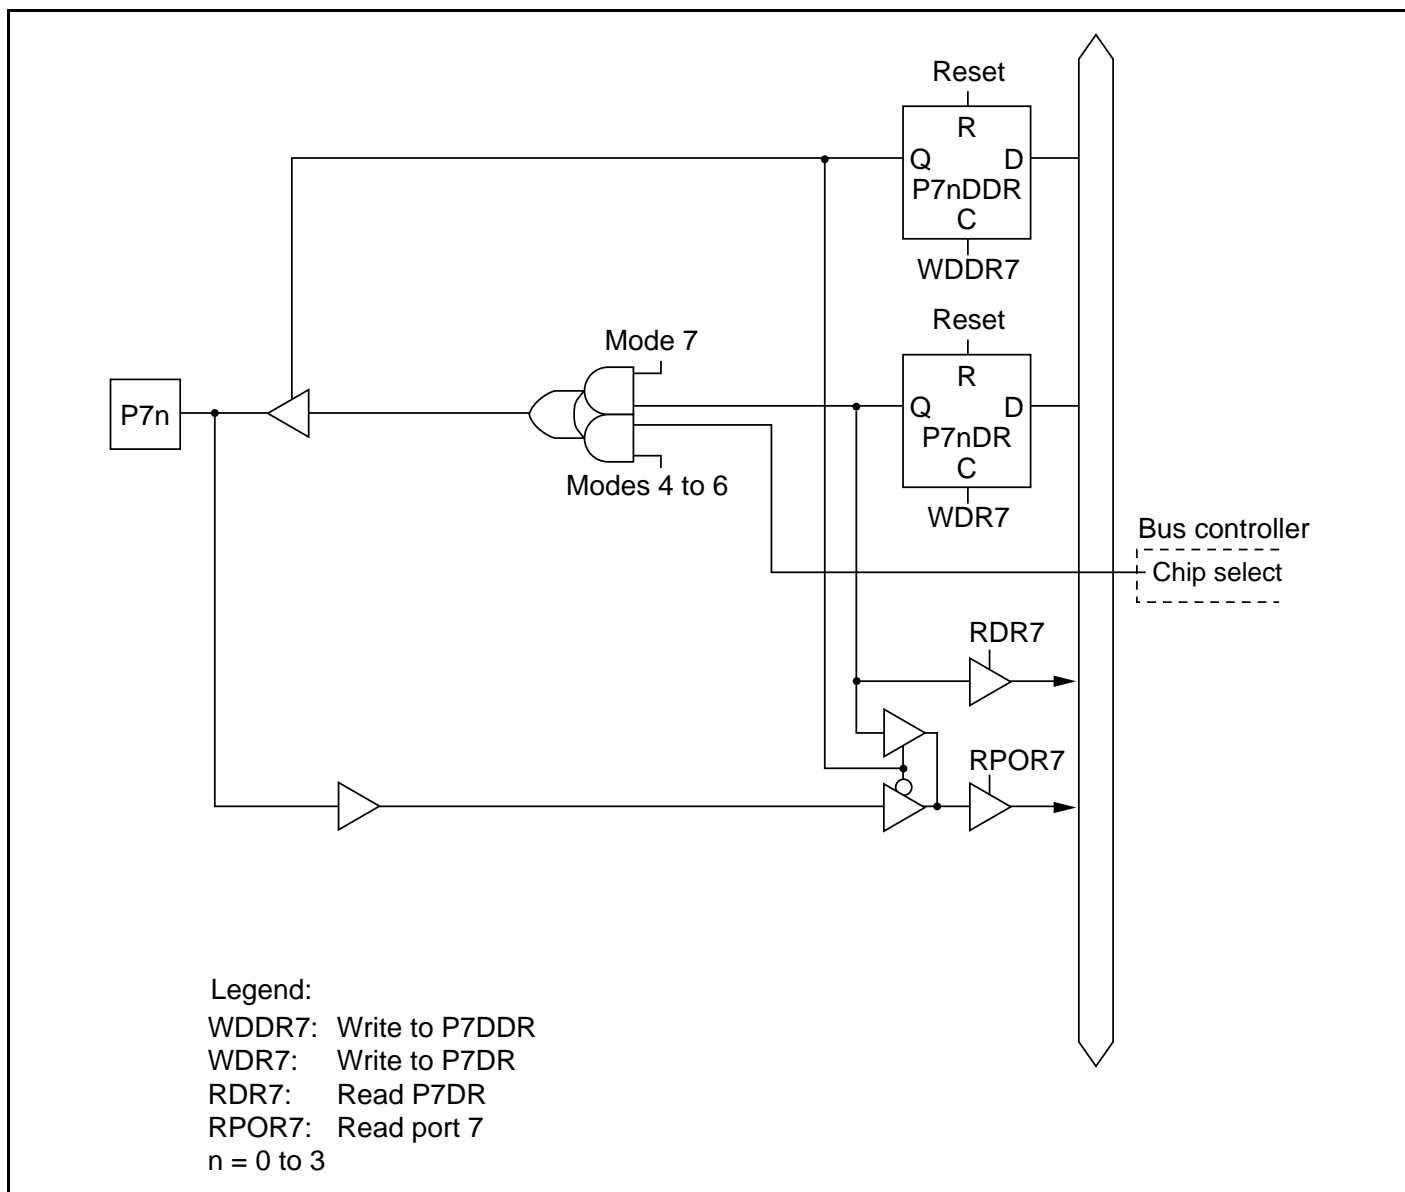 Reset
R
Q D
P7nDDR
C
WDDR7
Reset
Mode 7
R
P7n
Q D
P7nDR
C
Modes 4 to 6
WDR7
Bus controller
Chip select
RDR7
RPOR7
Legend:
WDDR7: Write to P7DDR
WDR7: Write to P7DR
RDR7: Read P7DR
RPOR7: Read port 7
n = 0 to 3